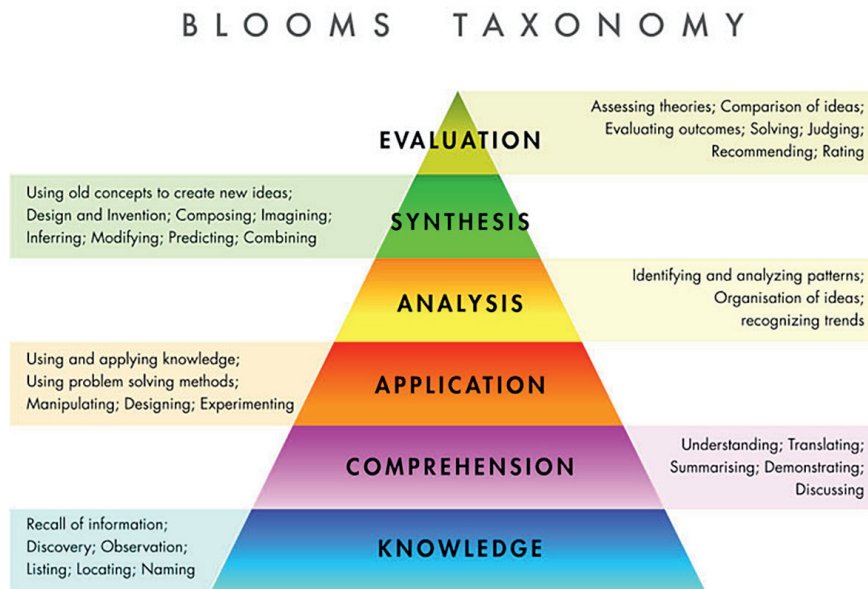 BLOOMS TAXONOMY
EVALUATION
Assessing theories; Comparison of ideas;
Evaluating outcomes; Solving; Judging;
Recommending; Rating
Using old concepts to create new ideas;
Design and Invention; Composing; Imagining;
Inferring; Modifying; Predicting; Combining
SYNTHESIS
ANALYSIS
Identifying and analyzing patterns;
Organisation of ideas;
recognizing trends
Using and applying knowledge;
Using problem solving methods;
Manipulating; Designing; Experimenting
APPLICATION
COMPREHENSION
Understanding; Translating;
Summarising; Demonstrating;
Discussing
Recall of information;
Discovery; Observation;
Listing; Locating; Naming
KNOWLEDGE